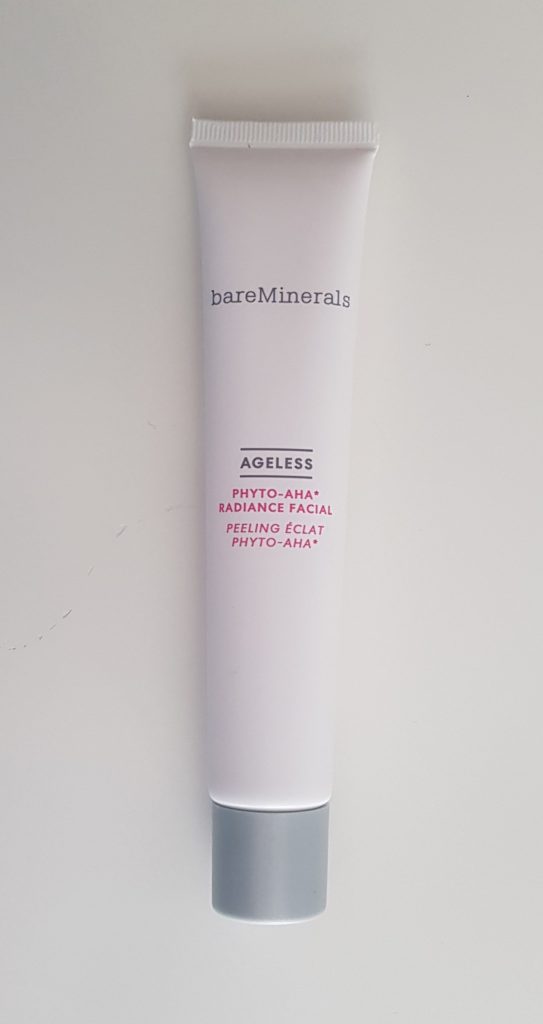 bareMinerals
AGELESS
PHYTO-AHA*
RADIANCE FACIAL
PEELING ÉCLAT
PHYTO-AHA*